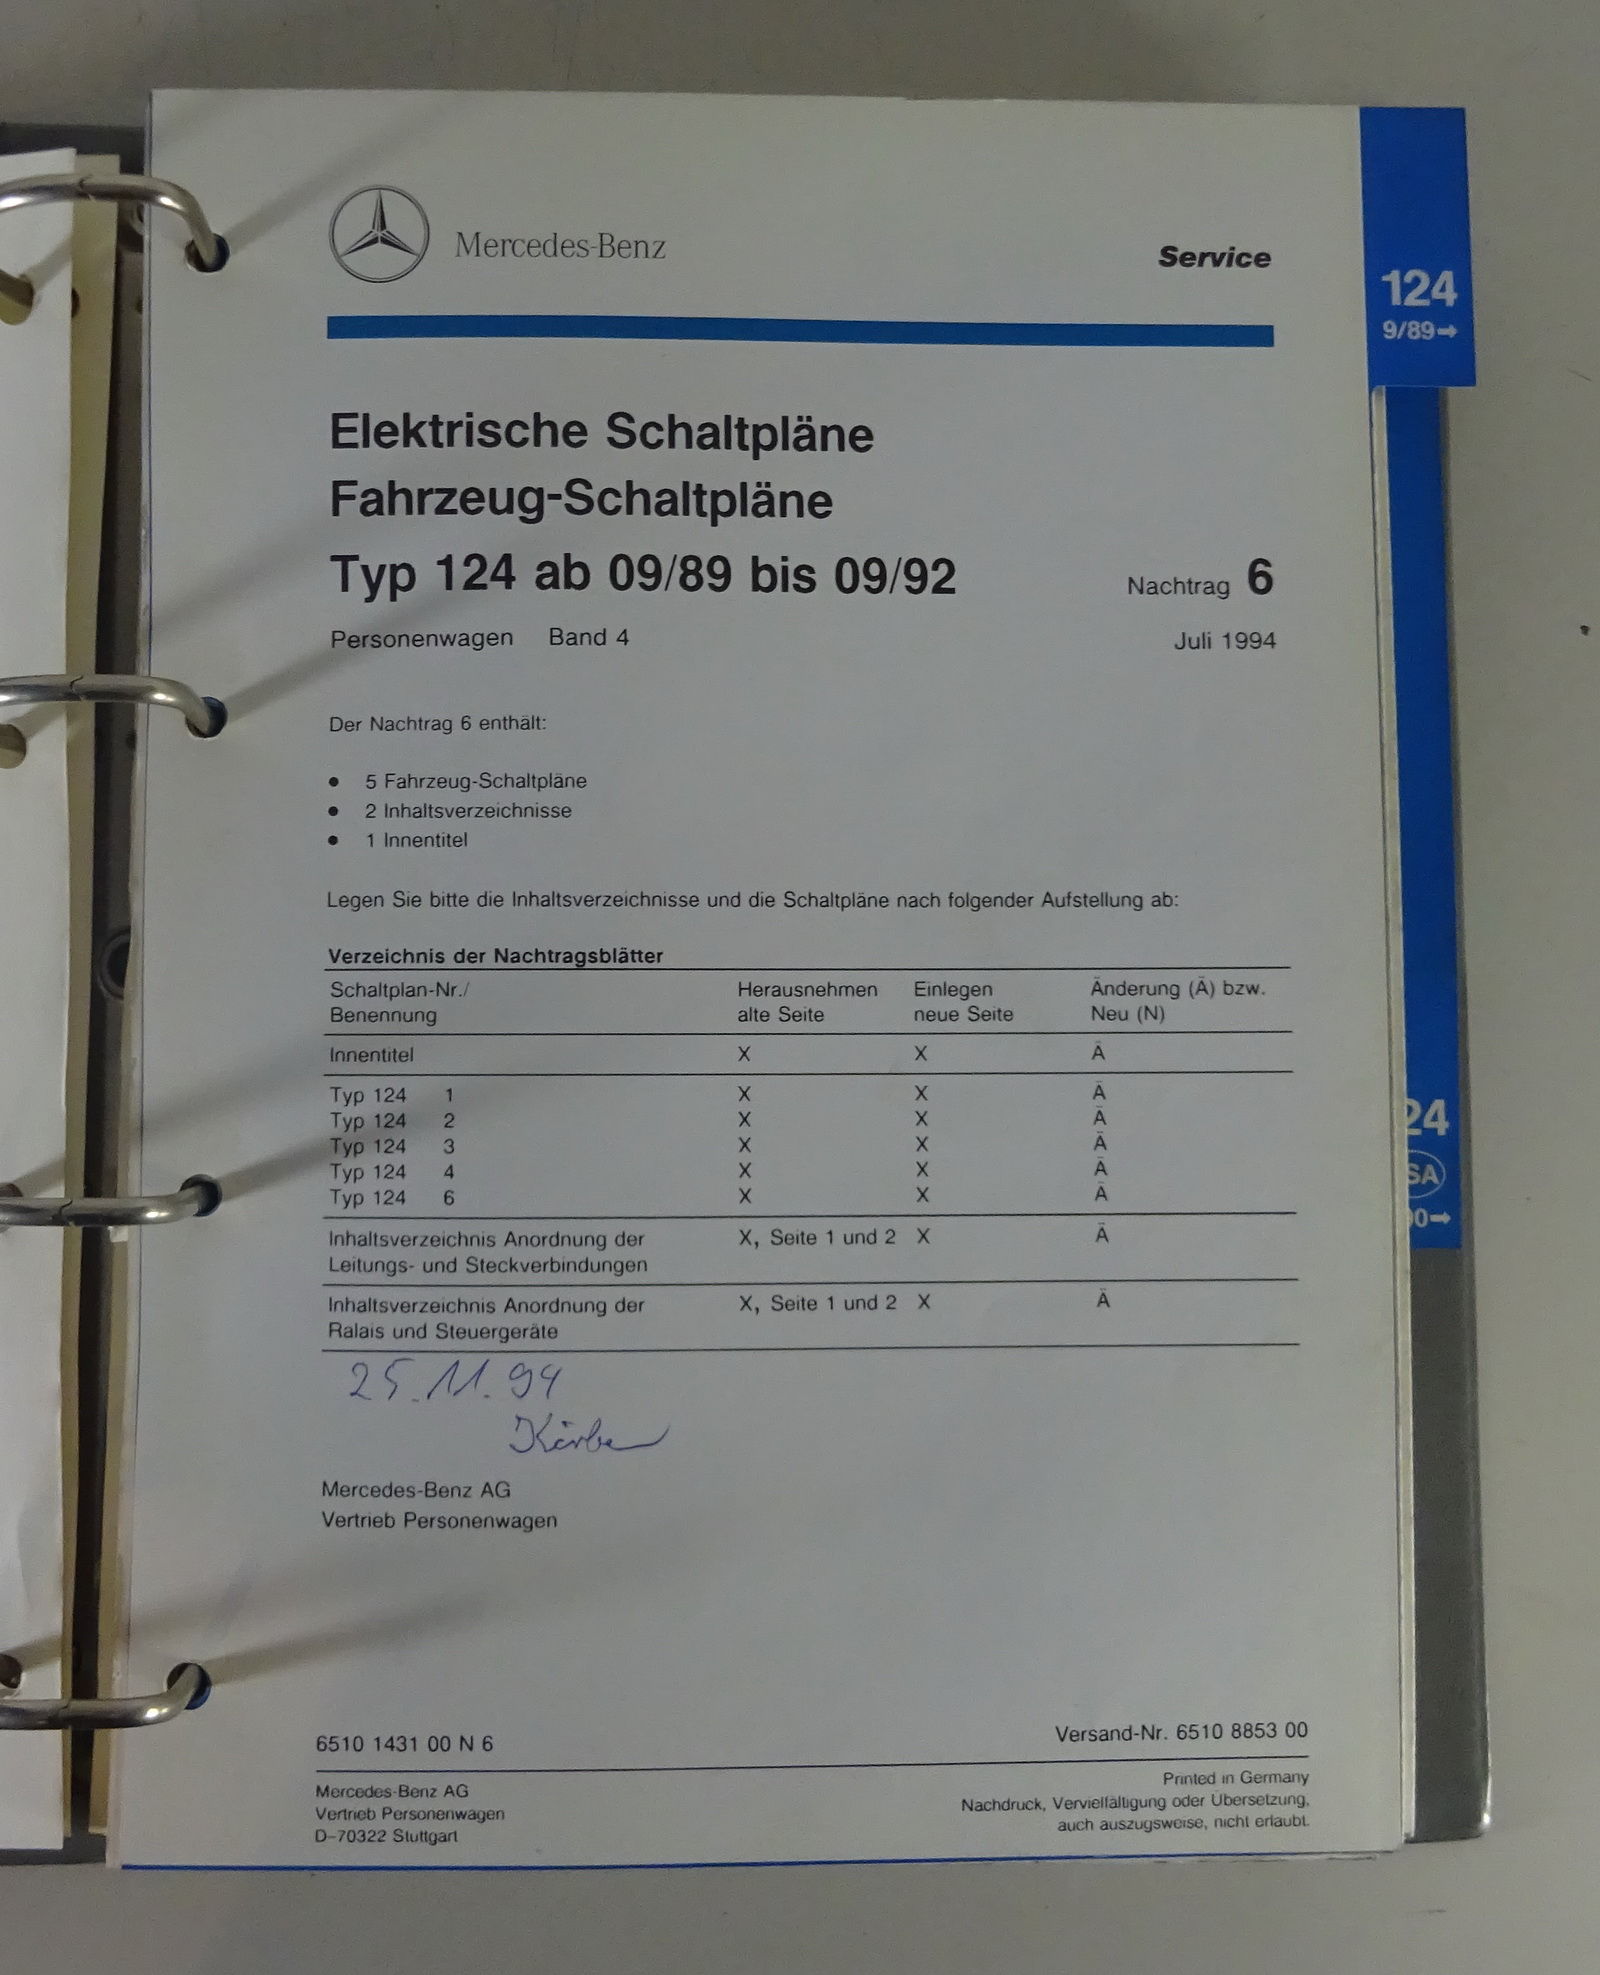 Mercedes-Benz
Service
124
9/89→
Elektrische Schaltpläne
Fahrzeug-Schaltpläne
Typ 124 ab 09/89 bis 09/92 Nachtrag 6
Personenwagen Band 4 Juli 1994
Der Nachtrag 6 enthält:
• 5 Fahrzeug-Schaltpläne
• 2 Inhaltsverzeichnisse
• 1 Innentitel
Legen Sie bitte die Inhaltsverzeichnisse und die Schaltpläne nach folgender Aufstellung ab:
Verzeichnis der Nachtragsblätter
Schaltplan-Nr./ Herausnehmen Einlegen Änderung (Ä) bzw.
Benennung alte Seite neue Seite Neu (N)
Innentitel X X Ä
Typ 124 1 X X Ä
Typ 124 2 X X Ä
Typ 124 3 X X Ä
Typ 124 4 X X Ä
Typ 124 6 X X Ä
Inhaltsverzeichnis Anordnung der X, Seite 1 und 2 X Ä
Leitungs- und Steckverbindungen
Inhaltsverzeichnis Anordnung der X, Seite 1 und 2 X Ä
Ralais und Steuergeräte
25.11.94
Mercedes-Benz AG
Vertrieb Personenwagen
24
SA
90→
6510 1431 00 N 6 Versand-Nr. 6510 8853 00
Mercedes-Benz AG Printed in Germany
Vertrieb Personenwagen Nachdruck, Vervielfältigung oder Übersetzung,
D-70322 Stuttgart auch auszugsweise, nicht erlaubt.